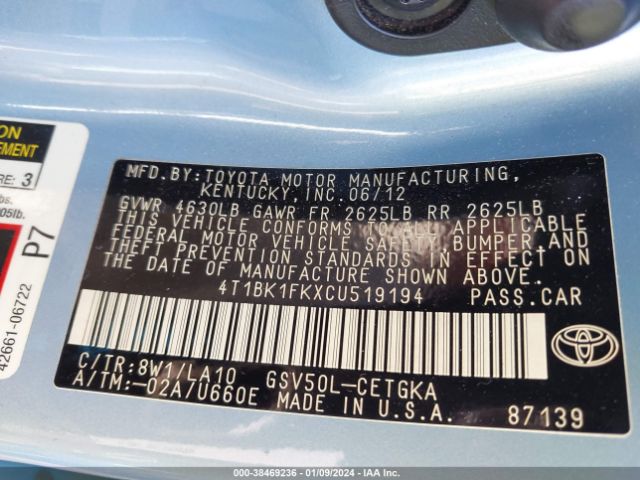 ON
EMENT
RE: 3
bs.
05lb.
P7
42661-06722
MFD.BY:TOYOTA MOTOR MANUFACTURING,
KENTUCKY, INC.06/12
GVWR 4630LB GAWR FR 2625LB RR 2625LB
THIS VEHICLE CONFORMS TO ALL APPLICABLE
FEDERAL MOTOR VEHICLE SAFETY,BUMPER,AND
THEFT PREVENTION STANDARDS IN EFFECT ON
THE DATE OF MANUFACTURE SHOWN ABOVE.
4T1BK1FKXCU519194 PASS.CAR
C/TR:8W1/LA10 GSV50L-CETGKA
A/TM:-02A/U660E MADE IN U.S.A. 87139
000-38469236 - 01/09/2024 - IAA Inc.